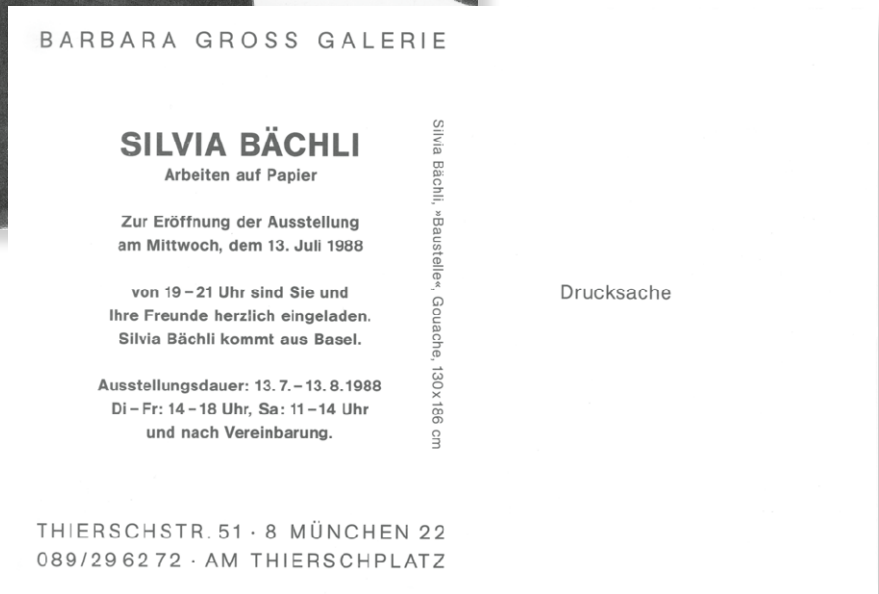 BARBARA GROSS GALERIE
SILVIA BÄCHLI
Arbeiten auf Papier
Zur Eröffnung der Ausstellung
am Mittwoch, dem 13. Juli 1988
von 19–21 Uhr sind Sie und
Ihre Freunde herzlich eingeladen.
Silvia Bächli kommt aus Basel.
Ausstellungsdauer: 13.7.–13.8.1988
Di–Fr: 14–18 Uhr, Sa: 11–14 Uhr
und nach Vereinbarung.
THIERSCHSTR. 51 · 8 MÜNCHEN 22
089/29 62 72 · AM THIERSCHPLATZ
Silvia Bächli, »Baustelle«, Gouache, 130x186 cm
Drucksache